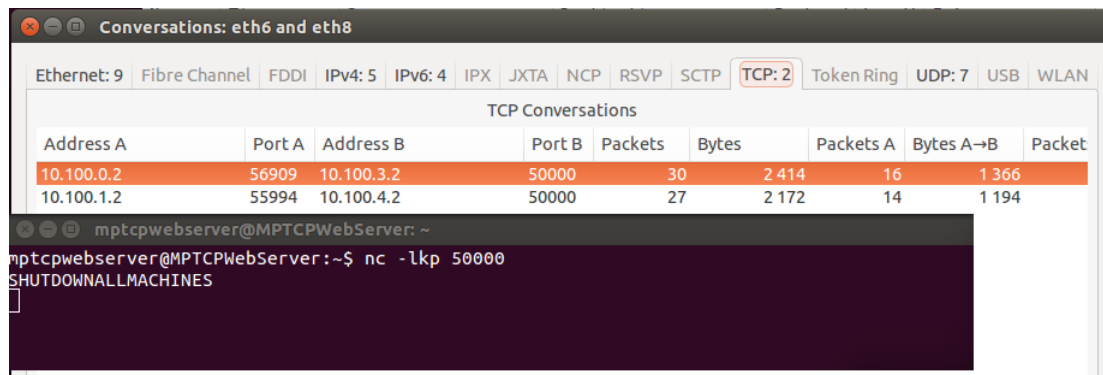 Conversations: eth6 and eth8
Ethernet: 9 Fibre Channel FDDI IPv4: 5 IPv6: 4 IPX JXTA NCP RSVP SCTP TCP: 2 Token Ring UDP: 7 USB WLAN
TCP Conversations
Address A Port A Address B Port B Packets Bytes Packets A Bytes A→B Packet
10.100.0.2 56909 10.100.3.2 50000 30 2 414 16 1 366
10.100.1.2 55994 10.100.4.2 50000 27 2 172 14 1 194
mptcpwebserver@MPTCPWebServer: ~
mptcpwebserver@MPTCPWebServer:~$ nc -lkp 50000
SHUTDOWNALLMACHINES